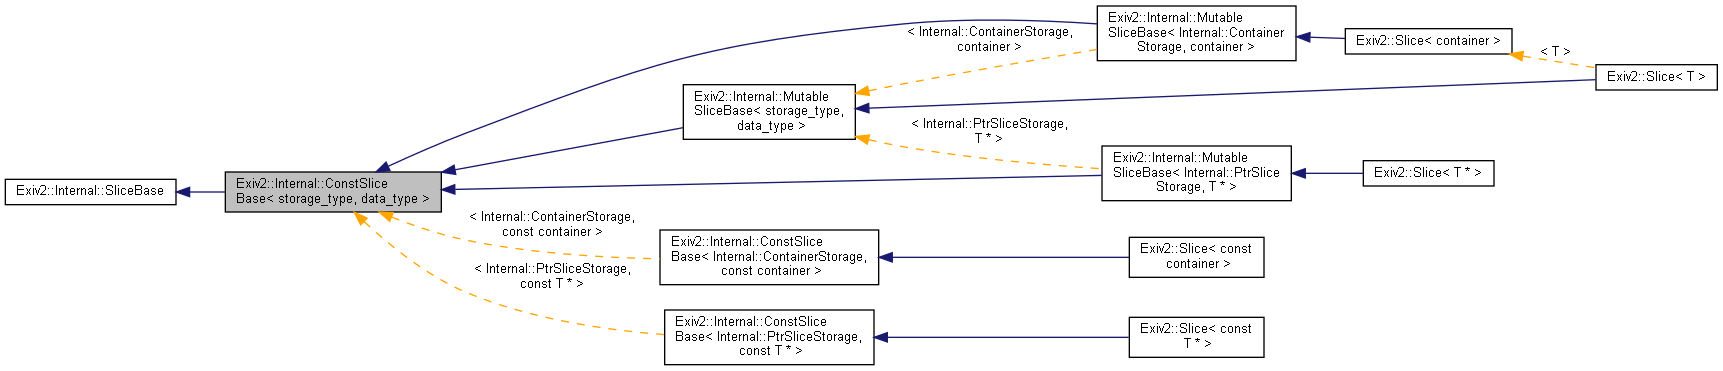 Exiv2::Internal::SliceBase
Exiv2::Internal::ConstSlice
Base< storage_type, data_type >
Exiv2::Internal::Mutable
SliceBase< storage_type,
data_type >
< Internal::ContainerStorage,
container >
Exiv2::Internal::Mutable
SliceBase< Internal::Container
Storage, container >
Exiv2::Slice< container >
< T >
Exiv2::Slice< T >
< Internal::PtrSliceStorage,
T * >
Exiv2::Internal::Mutable
SliceBase< Internal::PtrSlice
Storage, T * >
Exiv2::Slice< T * >
< Internal::ContainerStorage,
const container >
Exiv2::Internal::ConstSlice
Base< Internal::ContainerStorage,
const container >
Exiv2::Slice< const
container >
< Internal::PtrSliceStorage,
const T * >
Exiv2::Internal::ConstSlice
Base< Internal::PtrSliceStorage,
const T * >
Exiv2::Slice< const
T * >